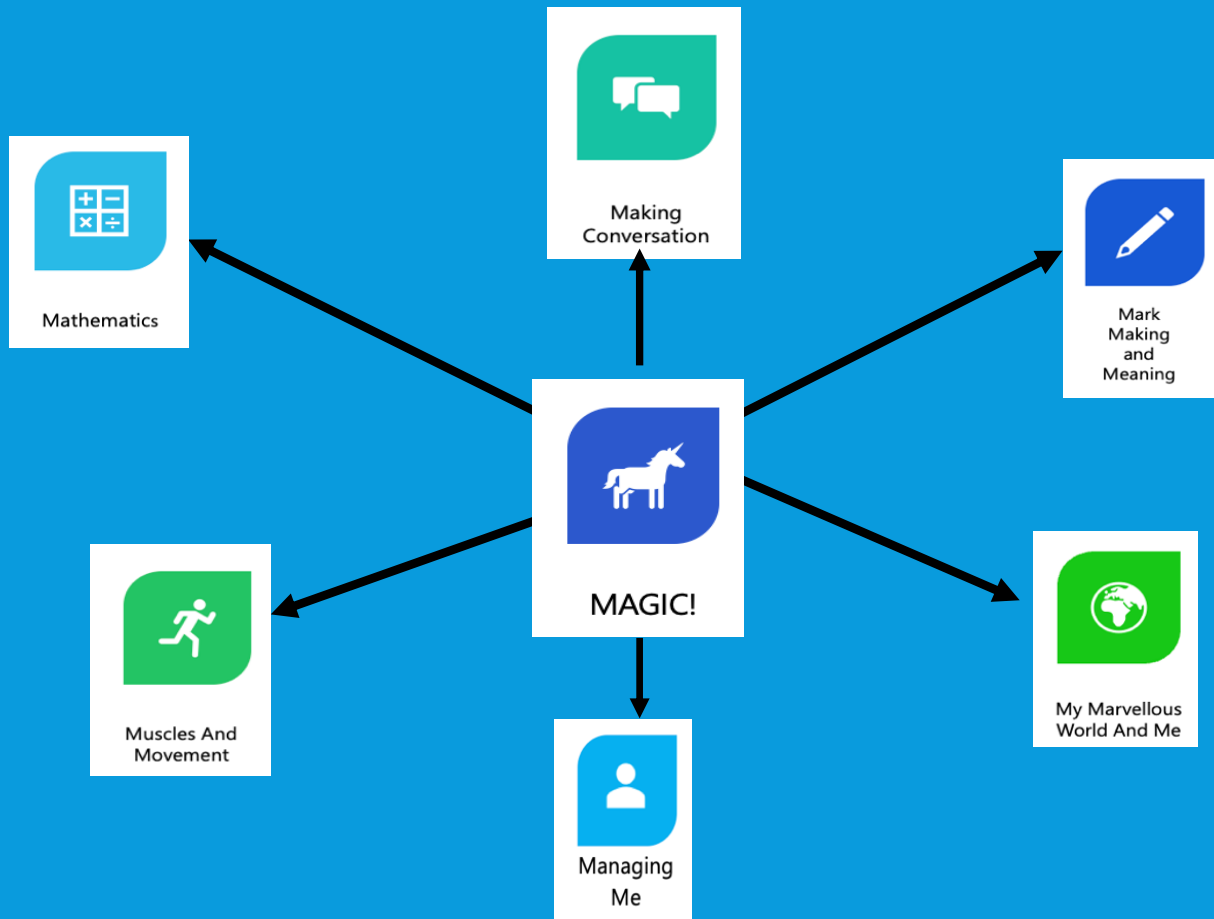 Making
Conversation
Mathematics
Mark
Making
and
Meaning
MAGIC!
Muscles And
Movement
My Marvellous
World And Me
Managing
Me